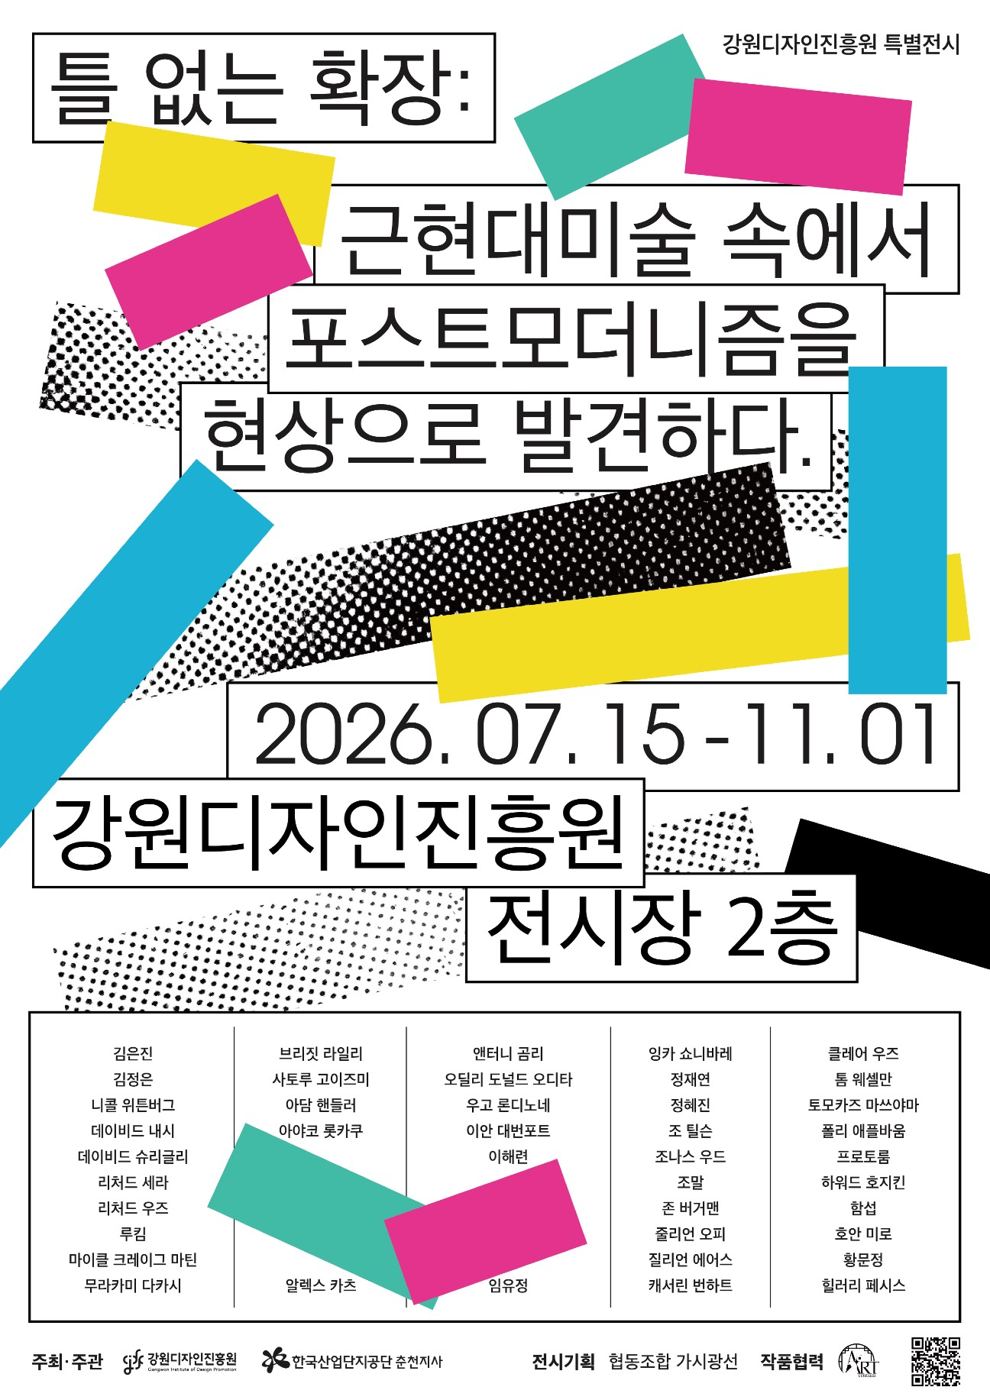 강원디자인진흥원 특별전시
틀 없는 확장:
근현대미술 속에서
포스트모더니즘을
현상으로 발견하다.
2026. 07. 15 - 11. 01
강원디자인진흥원
전시장 2층
김은진
김정은
니콜 위튼버그
데이비드 내시
데이비드 슈리글리
리처드 세라
리처드 우즈
루킴
마이클 크레이그 마틴
무라카미 다카시
브리짓 라일리
사토루 고이즈미
아담 핸들러
아야코 롯카쿠
알렉스 카츠
앤터니 곰리
오딜리 도널드 오디타
우고 론디노네
이안 대번포트
이해련
임유정
잉카 쇼니바레
정재연
정혜진
조 틸슨
조나스 우드
조말
존 버거맨
줄리언 오피
질리언 에어스
캐서린 번하트
클레어 우즈
톰 웨셀만
토모카즈 마쓰야마
폴리 애플바움
프로토룸
하워드 호지킨
함섭
호안 미로
황문정
힐러리 페시스
주최·주관
gidp 강원디자인진흥원
Gangwon Institute of Design Promotion
한국산업단지공단 춘천지사
전시기획 협동조합 가시광선
작품협력
ART